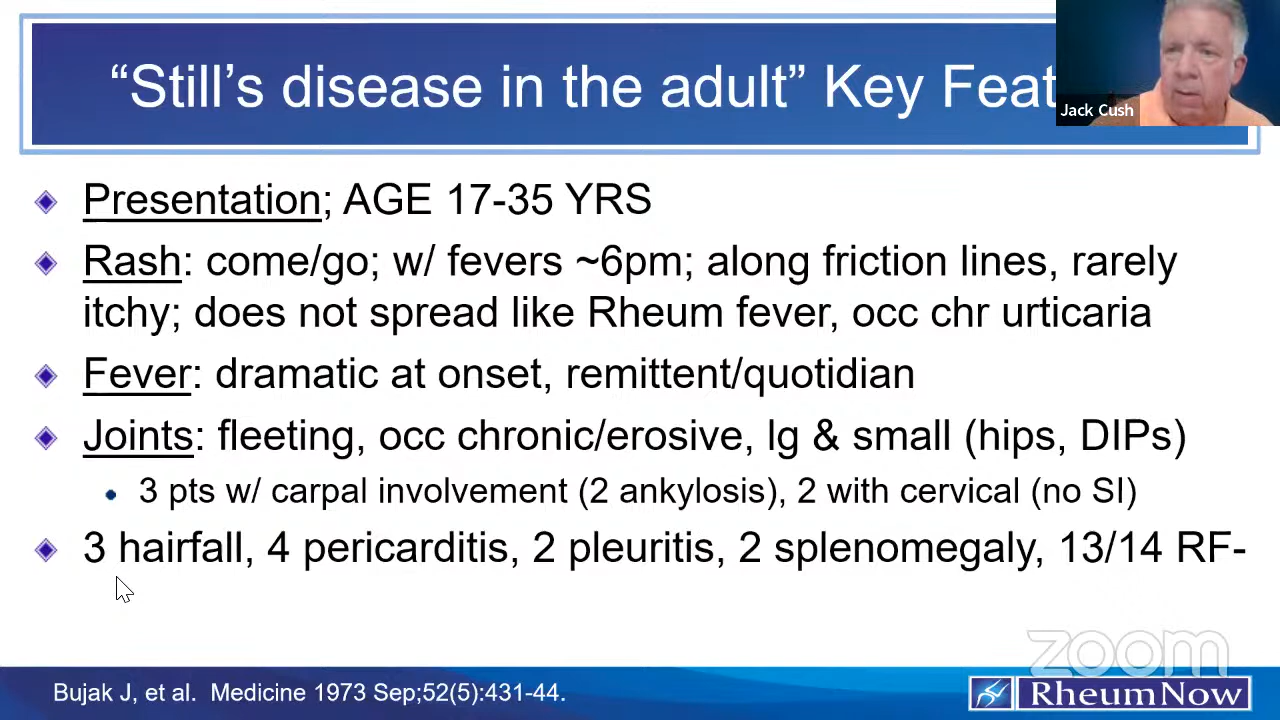 “Still’s disease in the adult” Key Feat
Jack Cush
Presentation; AGE 17-35 YRS
Rash: come/go; w/ fevers ~6pm; along friction lines, rarely
itchy; does not spread like Rheum fever, occ chr urticaria
Fever: dramatic at onset, remittent/quotidian
Joints: fleeting, occ chronic/erosive, lg & small (hips, DIPs)
3 pts w/ carpal involvement (2 ankylosis), 2 with cervical (no SI)
3 hairfall, 4 pericarditis, 2 pleuritis, 2 splenomegaly, 13/14 RF-
zoom
Bujak J, et al. Medicine 1973 Sep;52(5):431-44.
RheumNow